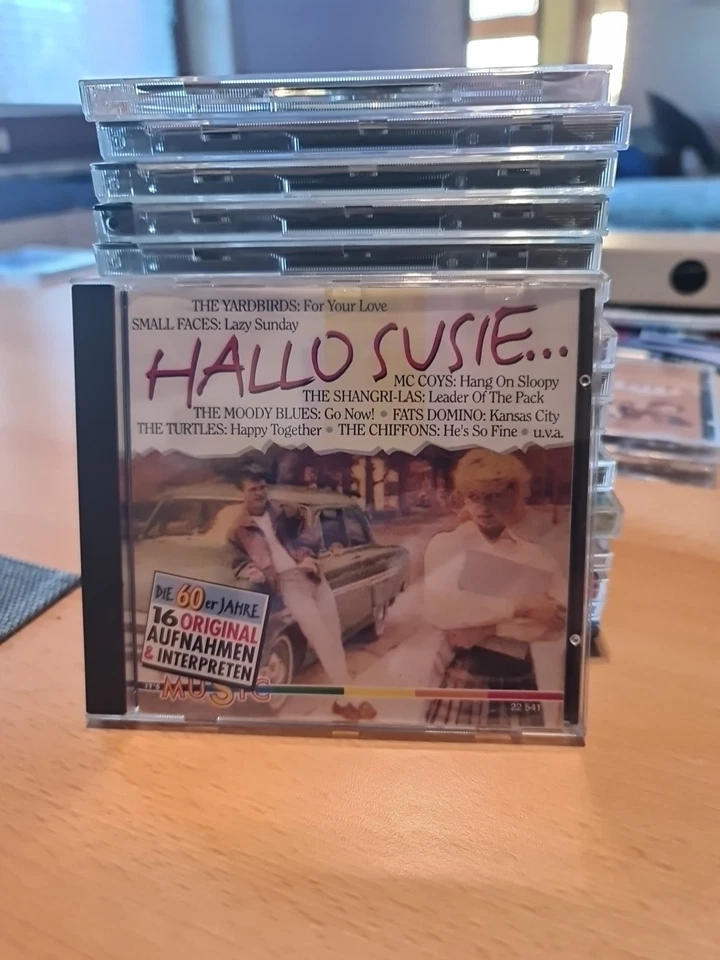 THE YARDBIRDS: For Your Love
SMALL FACES: Lazy Sunday
HALLO SUSIE...
MC COYS: Hang On Sloopy
THE SHANGRI-LAS: Leader Of The Pack
THE MOODY BLUES: Go Now! • FATS DOMINO: Kansas City
THE TURTLES: Happy Together • THE CHIFFONS: He's So Fine • u.v.a.
DIE 60er JAHRE
16 ORIGINAL
AUFNAHMEN
& INTERPRETEN
IT'S MUSIC
22 541